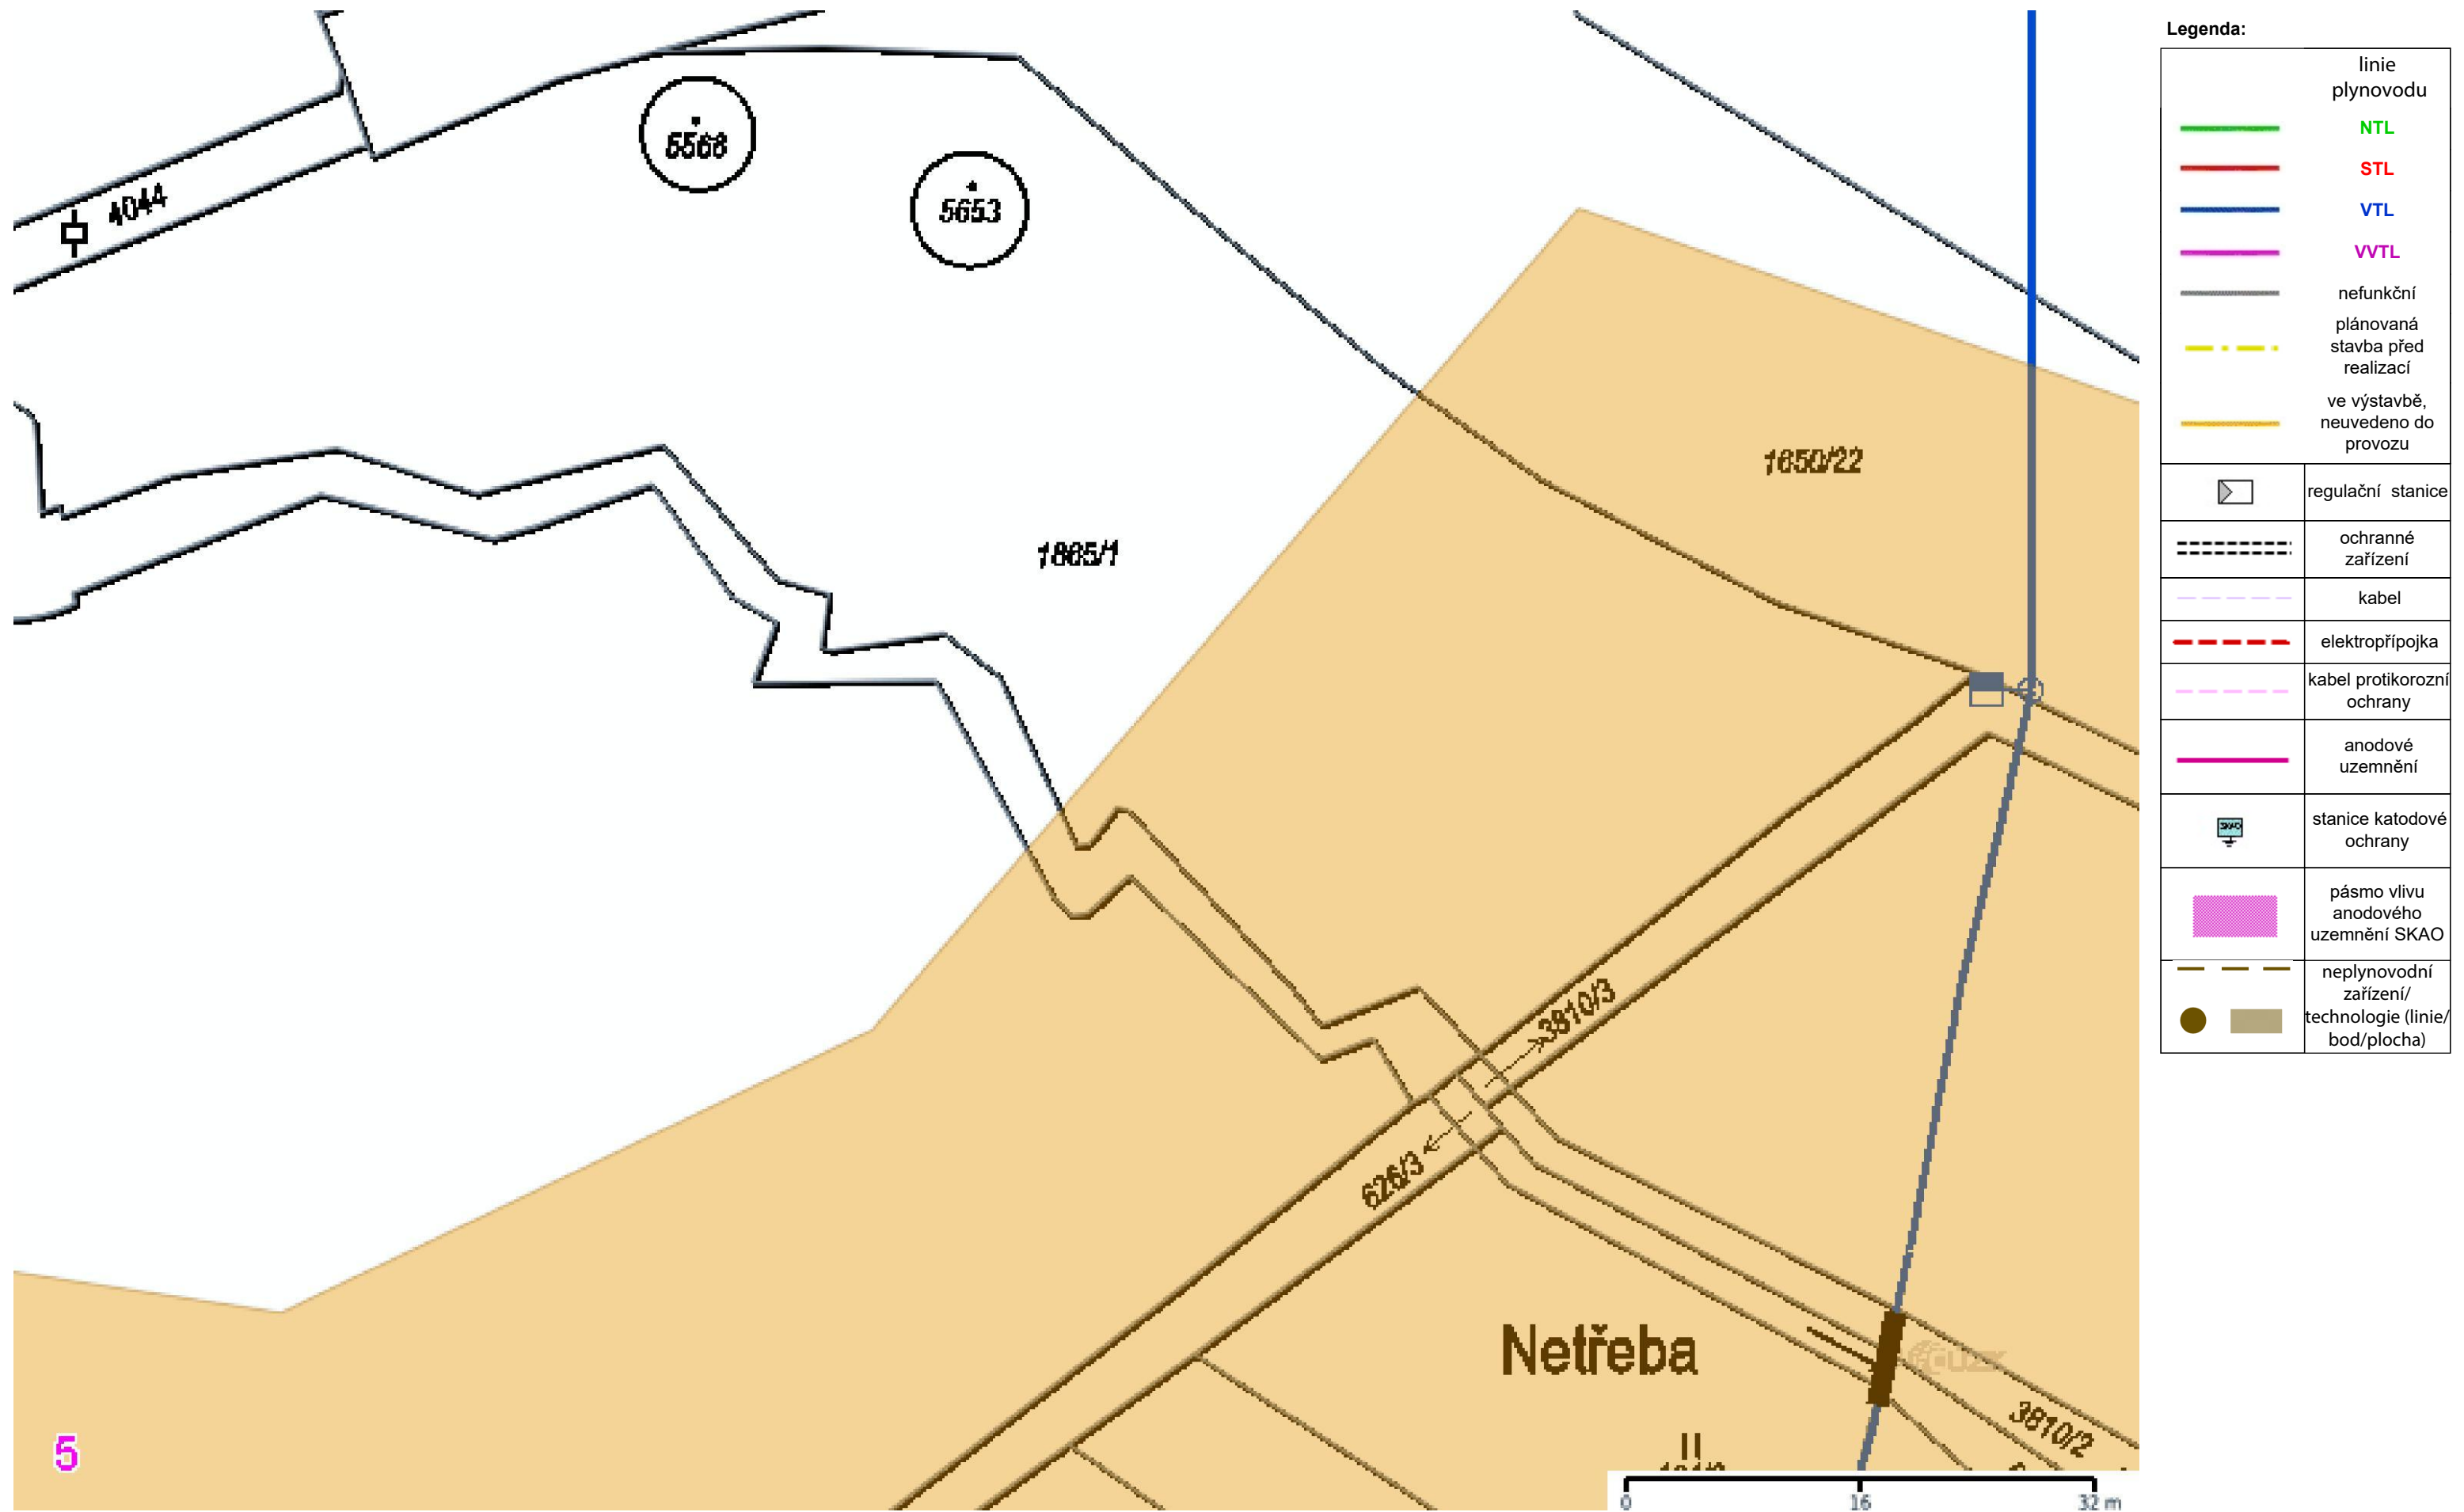 4044
5568
5653
1865/1
1650/22
3810/3
626/3
Netřeba
3810/2
5
0 16 32 m
Legenda:
linie
plynovodu
NTL
STL
VTL
VVTL
nefunkční
plánovaná
stavba před
realizací
ve výstavbě,
neuvedeno do
provozu
regulační stanice
ochranné
zařízení
kabel
elektropřípojka
kabel protikorozní
ochrany
anodové
uzemnění
SKAO
stanice katodové
ochrany
pásmo vlivu
anodového
uzemnění SKAO
neplynovodní
zařízení/
technologie (linie/
bod/plocha)